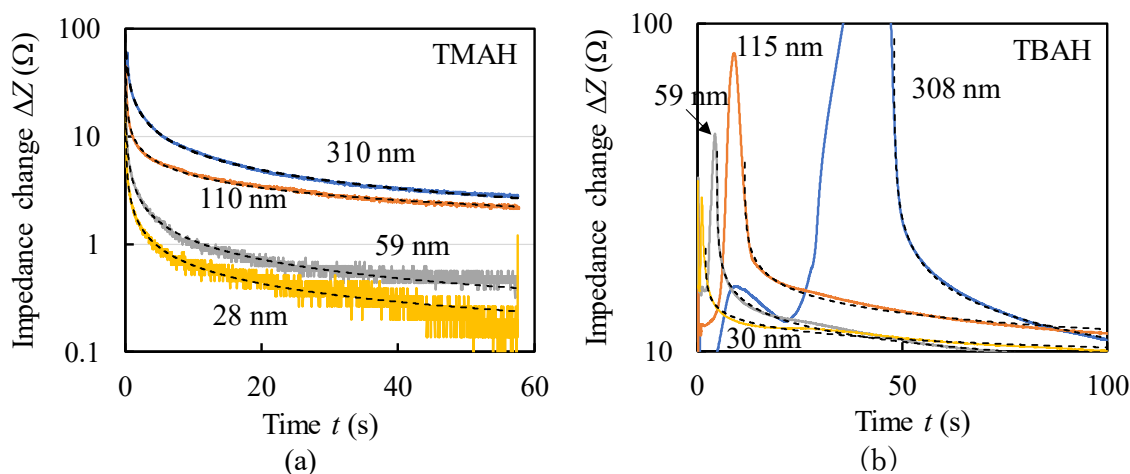 Impedance change ΔZ (Ω)
100
10
1
0.1
TMAH
310 nm
110 nm
59 nm
28 nm
0
20
40
60
Time t (s)
(a)
Impedance change ΔZ (Ω)
100
10
115 nm
TBAH
59 nm
308 nm
30 nm
0
50
100
Time t (s)
(b)